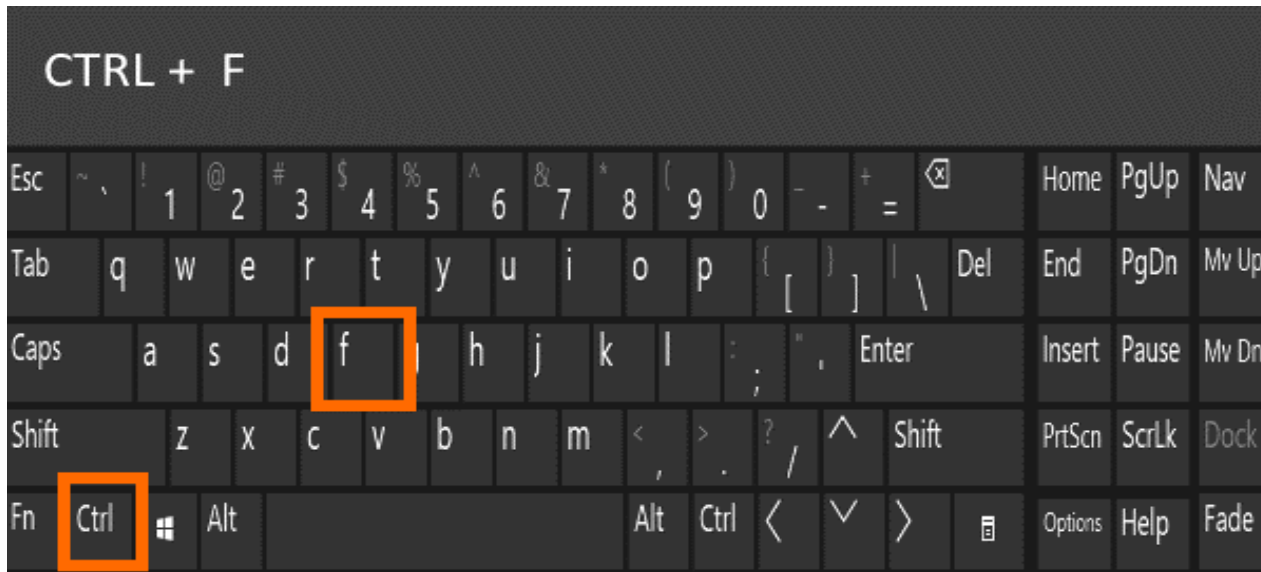 CTRL + F
Esc ~ ` ! 1 @ 2 # 3 $ 4 % 5 ^ 6 & 7 * 8 ( 9 ) 0 _ - + = Home PgUp Nav
Tab q w e r t y u i o p { [ } ] | \ Del End PgDn Mv Up
Caps a s d f h j k l : ; " ' Enter Insert Pause Mv Dn
Shift z x c v b n m < , > . ? / Shift PrtScn ScrLk Dock
Fn Ctrl Alt Alt Ctrl Options Help Fade